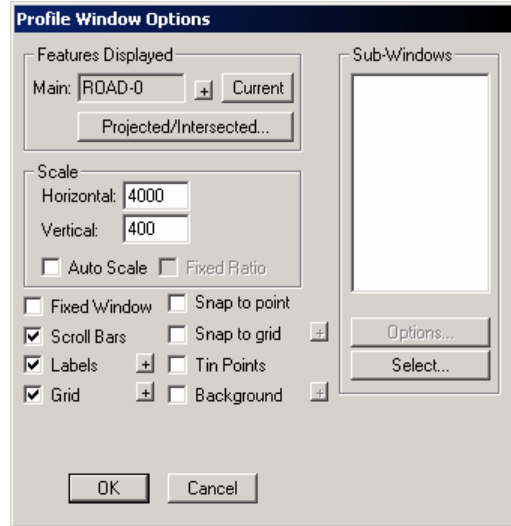 Profile Window Options
Features Displayed
Main: ROAD-0 + Current
Projected/Intersected...
Scale
Horizontal: 4000
Vertical: 400
Auto Scale Fixed Ratio
Fixed Window Snap to point
Scroll Bars Snap to grid +
Labels + Tin Points
Grid + Background +
OK Cancel
Sub-Windows
Options...
Select...